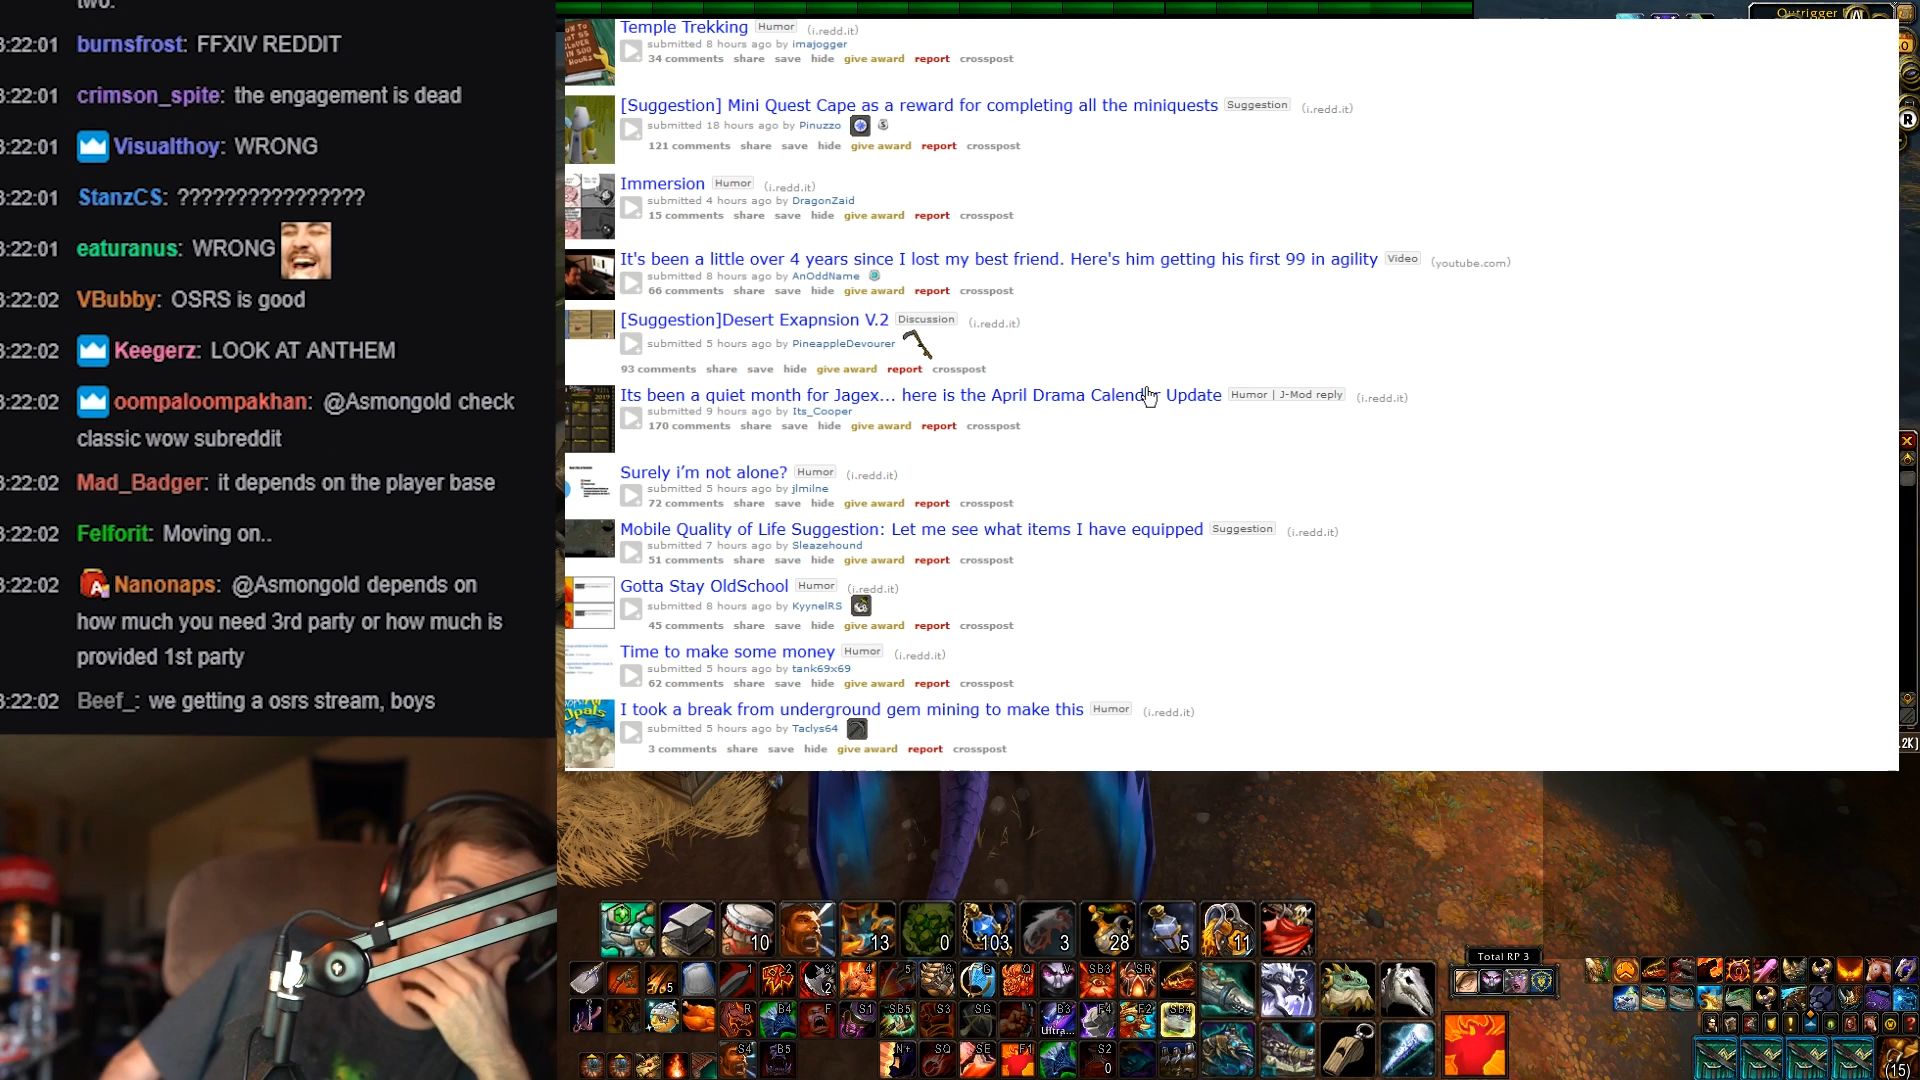 two.
3:22:01 burnsfrost: FFXIV REDDIT
3:22:01 crimson_spite: the engagement is dead
3:22:01 Visualthoy: WRONG
3:22:01 StanzCS: ???????????????
3:22:01 eaturanus: WRONG
3:22:02 VBubby: OSRS is good
3:22:02 Keegerz: LOOK AT ANTHEM
3:22:02 oompaloompakhan: @Asmongold check
classic wow subreddit
3:22:02 Mad_Badger: it depends on the player base
3:22:02 Felforit: Moving on..
3:22:02 Nanonaps: @Asmongold depends on
how much you need 3rd party or how much is
provided 1st party
3:22:02 Beef_: we getting a osrs stream, boys
Temple Trekking Humor (i.redd.it)
submitted 8 hours ago by imajogger
34 comments share save hide give award report crosspost
[Suggestion] Mini Quest Cape as a reward for completing all the miniquests Suggestion (i.redd.it)
submitted 18 hours ago by Pinuzzo
121 comments share save hide give award report crosspost
Immersion Humor (i.redd.it)
submitted 4 hours ago by DragonZaid
15 comments share save hide give award report crosspost
It's been a little over 4 years since I lost my best friend. Here's him getting his first 99 in agility Video (youtube.com)
submitted 8 hours ago by AnOddName
66 comments share save hide give award report crosspost
[Suggestion]Desert Exapnsion V.2 Discussion (i.redd.it)
submitted 5 hours ago by PineappleDevourer
93 comments share save hide give award report crosspost
Its been a quiet month for Jagex... here is the April Drama Calender Update Humor | J-Mod reply (i.redd.it)
submitted 9 hours ago by Its_Cooper
170 comments share save hide give award report crosspost
Surely i'm not alone? Humor (i.redd.it)
submitted 5 hours ago by jlmilne
72 comments share save hide give award report crosspost
Mobile Quality of Life Suggestion: Let me see what items I have equipped Suggestion (i.redd.it)
submitted 7 hours ago by Sleazehound
51 comments share save hide give award report crosspost
Gotta Stay OldSchool Humor (i.redd.it)
submitted 8 hours ago by KyynelRS
45 comments share save hide give award report crosspost
Time to make some money Humor (i.redd.it)
submitted 5 hours ago by tank69x69
62 comments share save hide give award report crosspost
I took a break from underground gem mining to make this Humor (i.redd.it)
submitted 5 hours ago by Taclys64
3 comments share save hide give award report crosspost
Outrigger
R
.2K)
10 13 0 103 3 28 5 11
Total RP 3
(15)